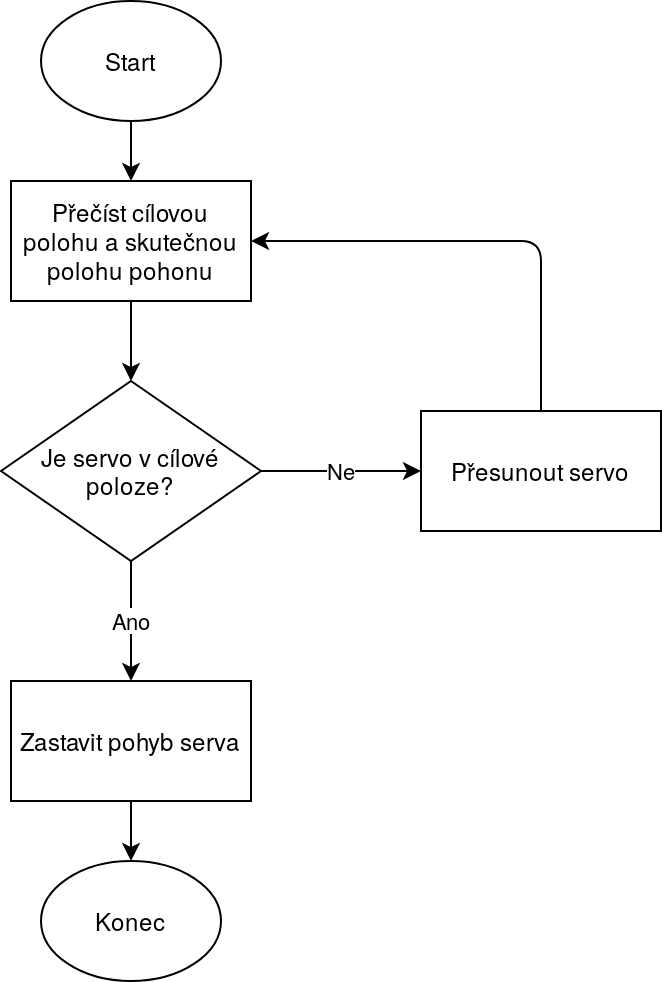 Start
Přečíst cílovou
polohu a skutečnou
polohu pohonu
Je servo v cílové
poloze?
Ne
Přesunout servo
Ano
Zastavit pohyb serva
Konec